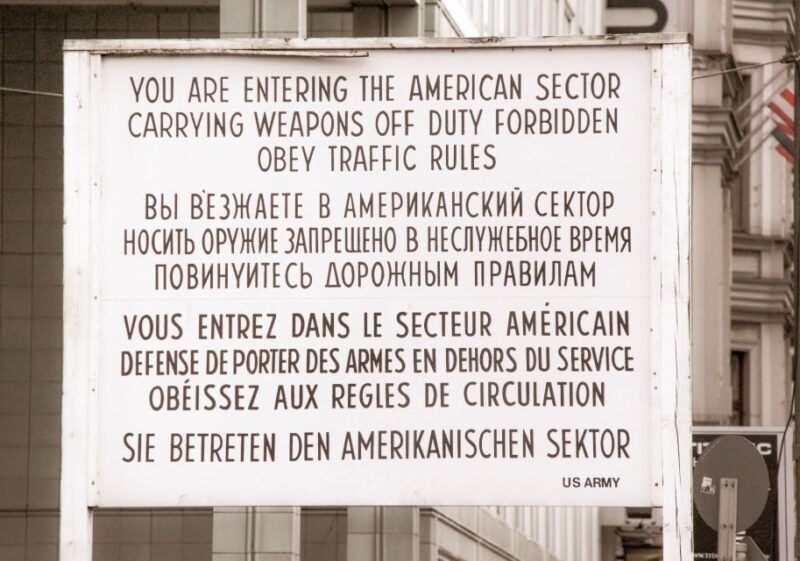 YOU ARE ENTERING THE AMERICAN SECTOR
CARRYING WEAPONS OFF DUTY FORBIDDEN
OBEY TRAFFIC RULES
ВЫ В'ЕЗЖАЕТЕ В АМЕРИКАНСКИЙ СЕКТОР
НОСИТЬ ОРУЖИЕ ЗАПРЕЩЕНО В НЕСЛУЖЕБНОЕ ВРЕМЯ
ПОВИНУИТЕСЬ ДОРОЖНЫМ ПРАВИЛАМ
VOUS ENTREZ DANS LE SECTEUR AMÉRICAIN
DEFENSE DE PORTER DES ARMES EN DEHORS DU SERVICE
OBÉISSEZ AUX REGLES DE CIRCULATION
SIE BETRETEN DEN AMERIKANISCHEN SEKTOR
US ARMY